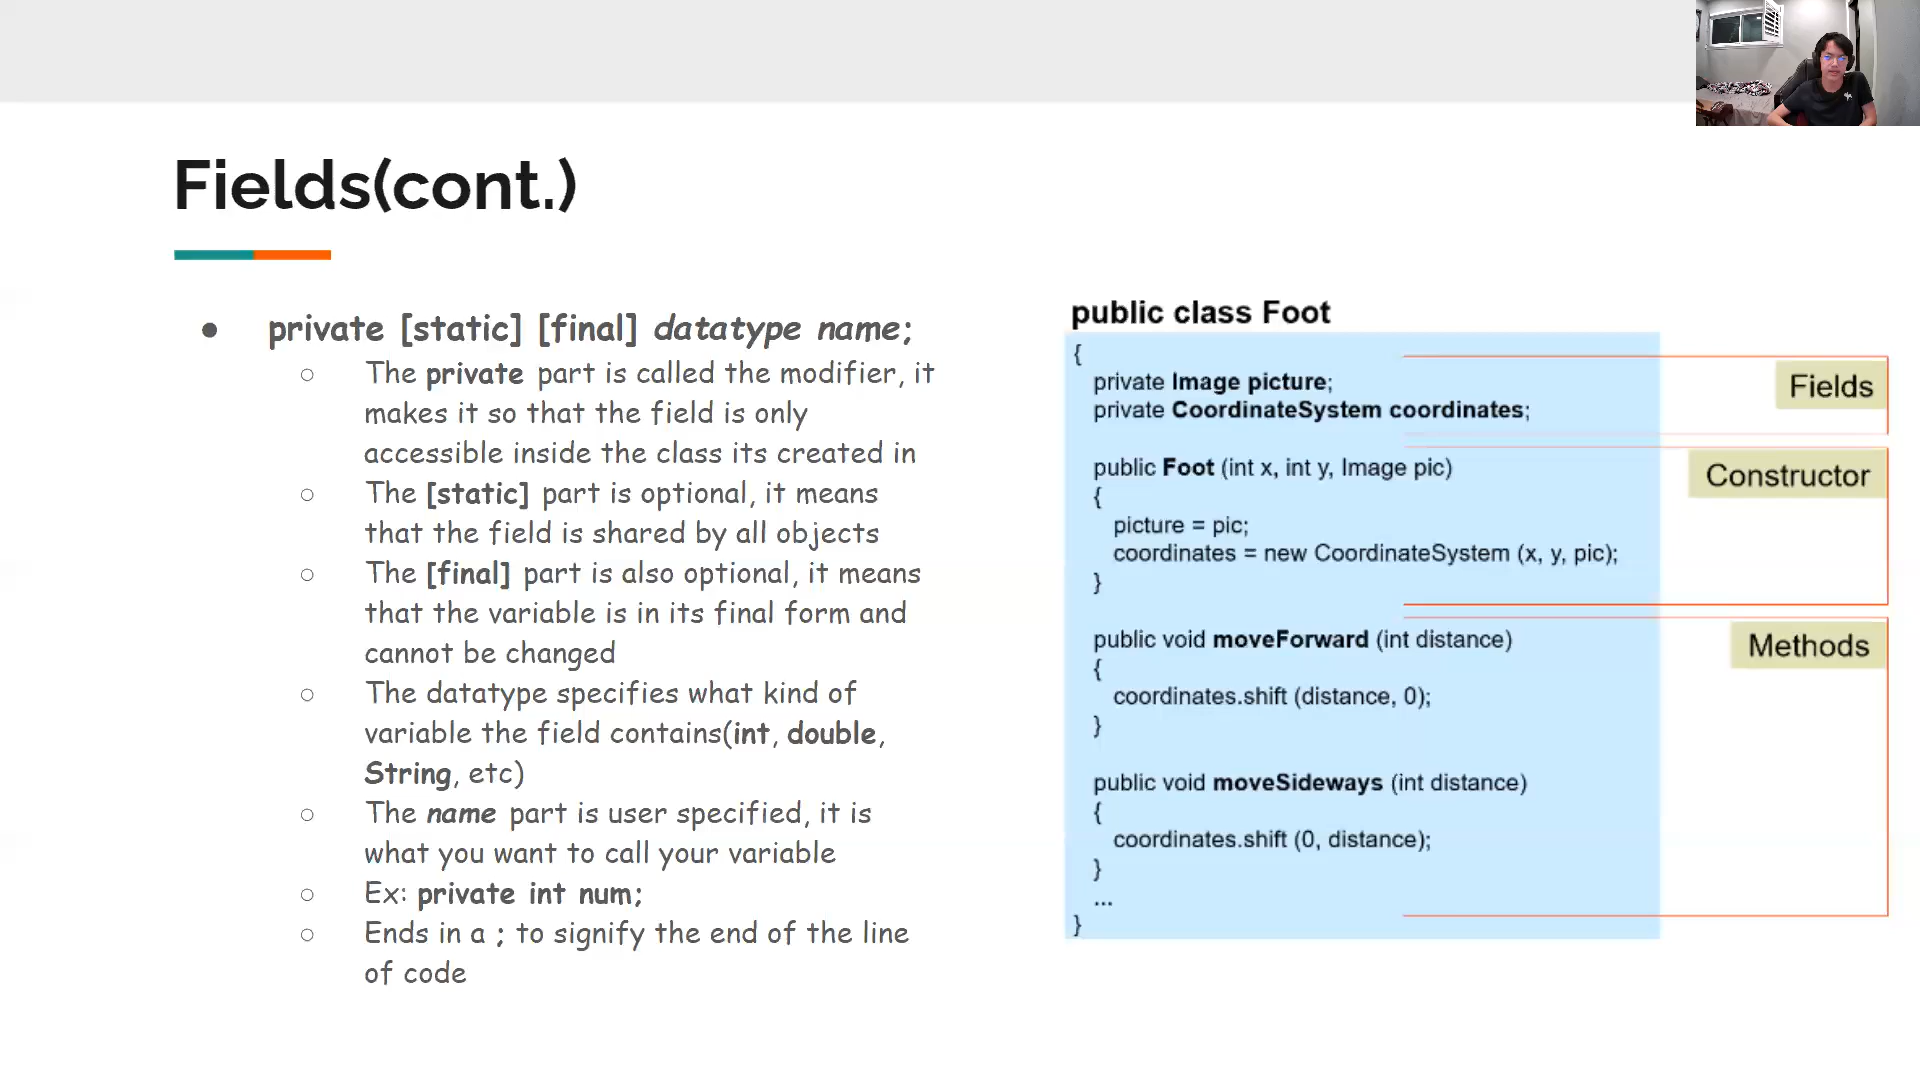 Fields(cont.)
private [static] [final] datatype name;
The private part is called the modifier, it
makes it so that the field is only
accessible inside the class its created in
The [static] part is optional, it means
that the field is shared by all objects
The [final] part is also optional, it means
that the variable is in its final form and
cannot be changed
The datatype specifies what kind of
variable the field contains(int, double,
String, etc)
The name part is user specified, it is
what you want to call your variable
Ex: private int num;
Ends in a ; to signify the end of the line
of code
public class Foot
{
private Image picture;
private CoordinateSystem coordinates;
Fields
public Foot (int x, int y, Image pic)
{
picture = pic;
coordinates = new CoordinateSystem (x, y, pic);
}
Constructor
public void moveForward (int distance)
{
coordinates.shift (distance, 0);
}
public void moveSideways (int distance)
{
coordinates.shift (0, distance);
}
...
}
Methods